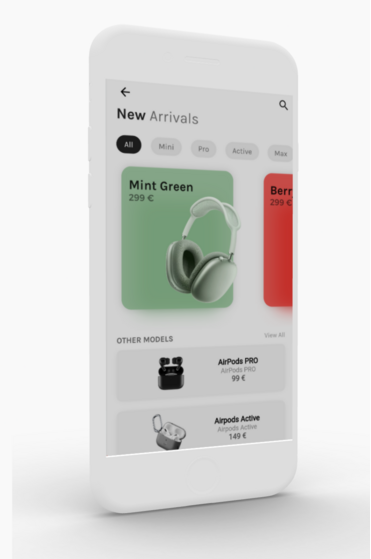 New Arrivals
All
Mini
Pro
Active
Max
Mint Green
299 €
Berr
299 €
OTHER MODELS
View All
AirPods PRO
AirPods PRO
99 €
Airpods Active
Airpods Active
149 €